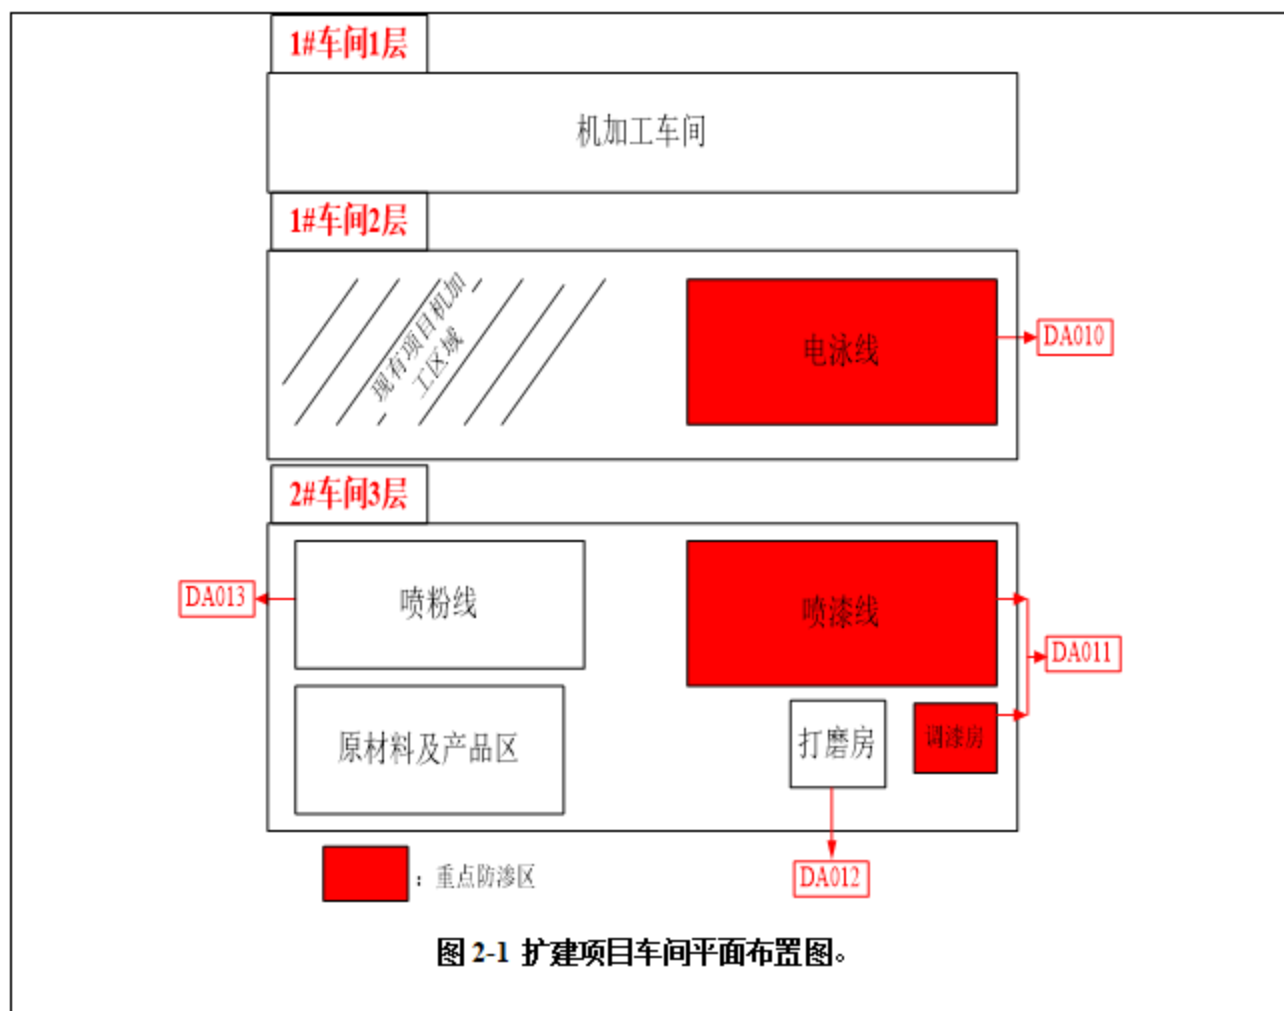 1#车间1层
机加工车间
1#车间2层
现有项目机加
工区域
电泳线
DA010
2#车间3层
喷粉线
DA013
喷漆线
DA011
原材料及产品区
打磨房
调漆房
DA012
：重点防渗区
图 2-1 扩建项目车间平面布置图。